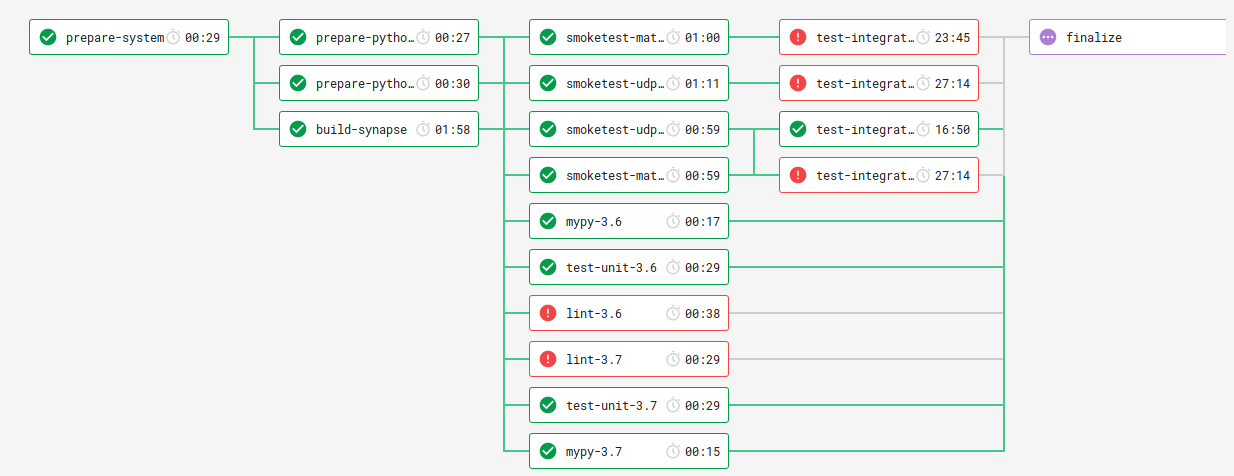 prepare-system 00:29
prepare-pytho… 00:27
prepare-pytho… 00:30
build-synapse 01:58
smoketest-mat… 01:00
smoketest-udp… 01:11
smoketest-udp… 00:59
smoketest-mat… 00:59
mypy-3.6 00:17
test-unit-3.6 00:29
lint-3.6 00:38
lint-3.7 00:29
test-unit-3.7 00:29
mypy-3.7 00:15
test-integrat… 23:45
test-integrat… 27:14
test-integrat… 16:50
test-integrat… 27:14
finalize